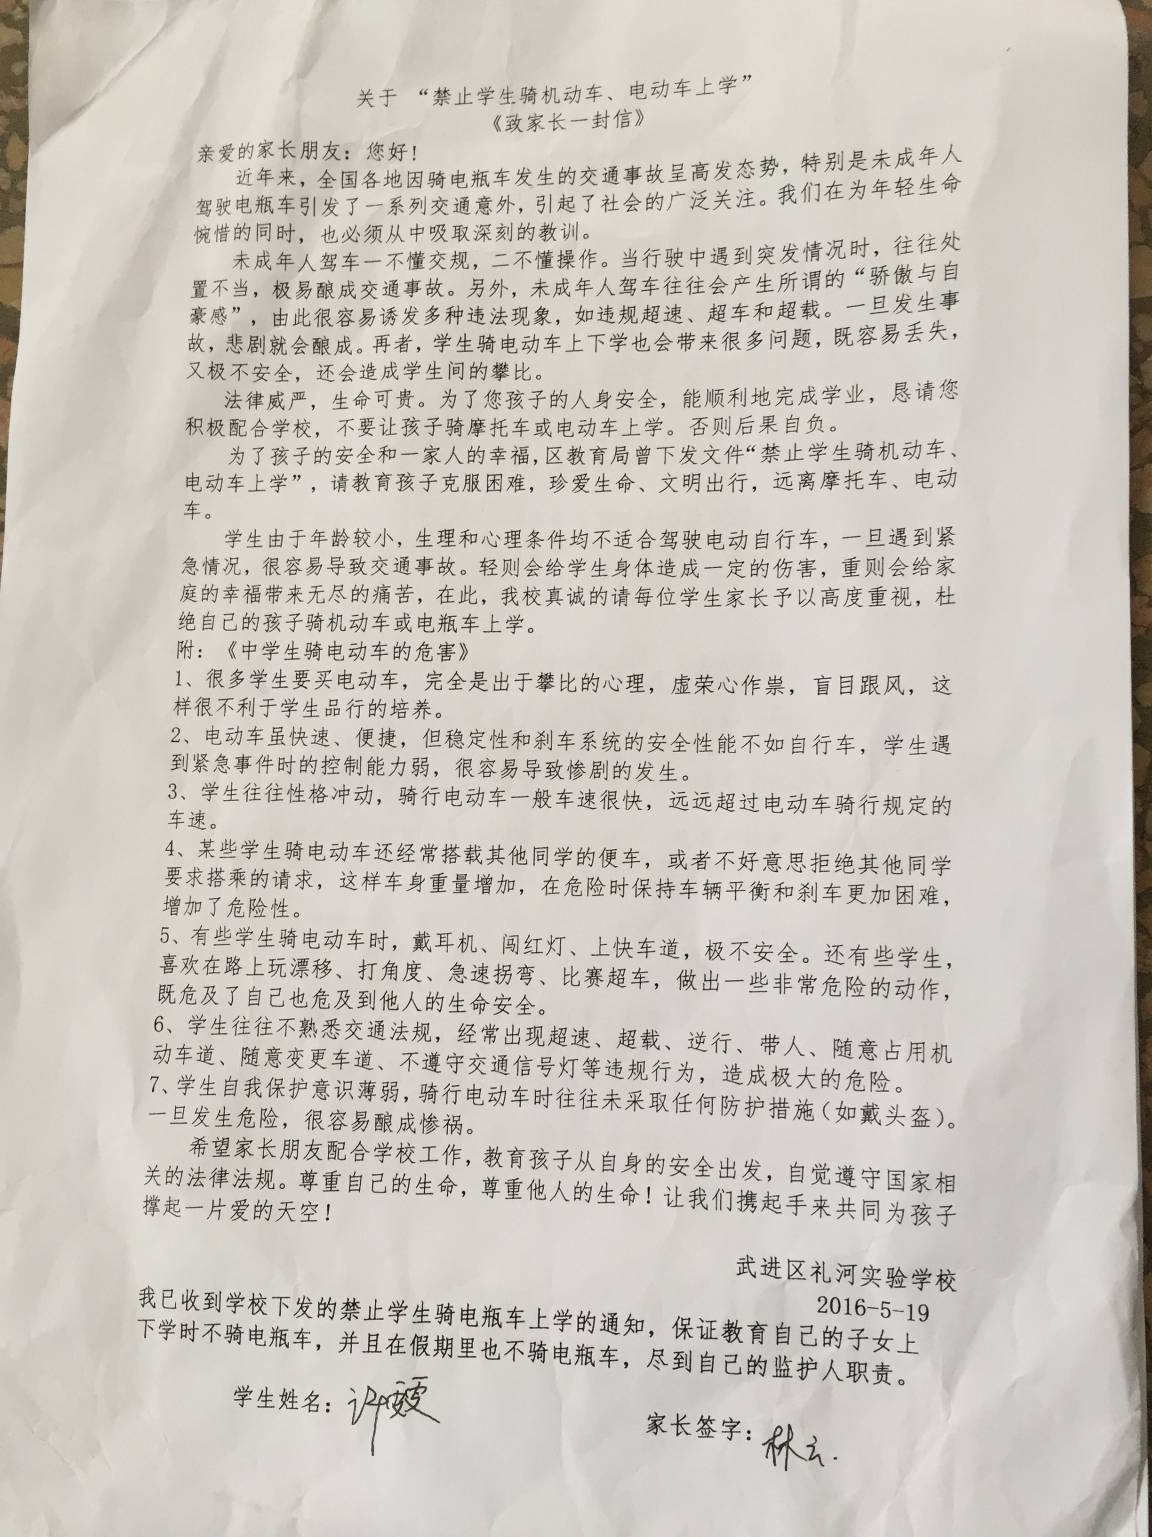 关于 “禁止学生骑机动车、电动车上学”
《致家长一封信》
亲爱的家长朋友：您好！
近年来，全国各地因骑电瓶车发生的交通事故呈高发态势，特别是未成年人
驾驶电瓶车引发了一系列交通意外，引起了社会的广泛关注。我们在为年轻生命
惋惜的同时，也必须从中吸取深刻的教训。
未成年人驾车一不懂交规，二不懂操作。当行驶中遇到突发情况时，往往处
置不当，极易酿成交通事故。另外，未成年人驾车往往会产生所谓的“骄傲与自
豪感”，由此很容易诱发多种违法现象，如违规超速、超车和超载。一旦发生事
故，悲剧就会酿成。再者，学生骑电动车上下学也会带来很多问题，既容易丢失，
又极不安全，还会造成学生间的攀比。
法律威严，生命可贵。为了您孩子的人身安全，能顺利地完成学业，恳请您
积极配合学校，不要让孩子骑摩托车或电动车上学。否则后果自负。
为了孩子的安全和一家人的幸福，区教育局曾下发文件“禁止学生骑机动车、
电动车上学”，请教育孩子克服困难，珍爱生命、文明出行，远离摩托车、电动
车。
学生由于年龄较小，生理和心理条件均不适合驾驶电动自行车，一旦遇到紧
急情况，很容易导致交通事故。轻则会给学生身体造成一定的伤害，重则会给家
庭的幸福带来无尽的痛苦，在此，我校真诚的请每位学生家长予以高度重视，杜
绝自己的孩子骑机动车或电瓶车上学。
附：《中学生骑电动车的危害》
1、很多学生要买电动车，完全是出于攀比的心理，虚荣心作祟，盲目跟风，这
样很不利于学生品行的培养。
2、电动车虽快速、便捷，但稳定性和刹车系统的安全性能不如自行车，学生遇
到紧急事件时的控制能力弱，很容易导致惨剧的发生。
3、学生往往性格冲动，骑行电动车一般车速很快，远远超过电动车骑行规定的
车速。
4、某些学生骑电动车还经常搭载其他同学的便车，或者不好意思拒绝其他同学
要求搭乘的请求，这样车身重量增加，在危险时保持车辆平衡和刹车更加困难，
增加了危险性。
5、有些学生骑电动车时，戴耳机、闯红灯、上快车道，极不安全。还有些学生，
喜欢在路上玩漂移、打角度、急速拐弯、比赛超车，做出一些非常危险的动作，
既危及了自己也危及到他人的生命安全。
6、学生往往不熟悉交通法规，经常出现超速、超载、逆行、带人、随意占用机
动车道、随意变更车道、不遵守交通信号灯等违规行为，造成极大的危险。
7、学生自我保护意识薄弱，骑行电动车时往往未采取任何防护措施（如戴头盔）。
一旦发生危险，很容易酿成惨祸。
希望家长朋友配合学校工作，教育孩子从自身的安全出发，自觉遵守国家相
关的法律法规。尊重自己的生命，尊重他人的生命！让我们携起手来共同为孩子
撑起一片爱的天空！
武进区礼河实验学校
2016-5-19
我已收到学校下发的禁止学生骑电瓶车上学的通知，保证教育自己的子女上
下学时不骑电瓶车，并且在假期里也不骑电瓶车，尽到自己的监护人职责。
学生姓名：许
家长签字：林云.